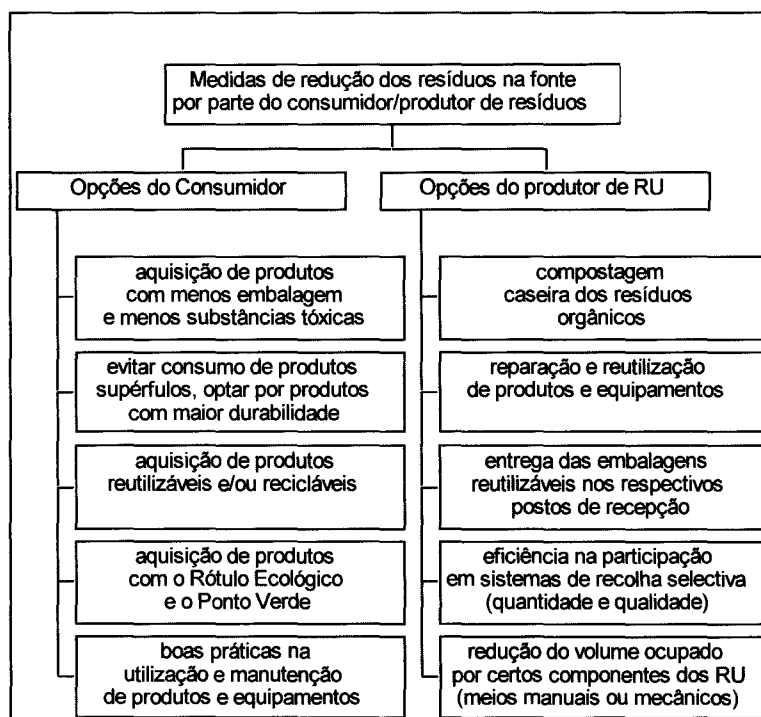 Medidas de redução dos resíduos na fonte
por parte do consumidor/produtor de resíduos
Opções do Consumidor
aquisição de produtos
com menos embalagem
e menos substâncias tóxicas
evitar consumo de produtos
supérfulos, optar por produtos
com maior durabilidade
aquisição de produtos
reutilizáveis e/ou recicláveis
aquisição de produtos
com o Rótulo Ecológico
e o Ponto Verde
boas práticas na
utilização e manutenção
de produtos e equipamentos
Opções do produtor de RU
compostagem
caseira dos resíduos
orgânicos
reparação e reutilização
de produtos e equipamentos
entrega das embalagens
reutilizáveis nos respectivos
postos de recepção
eficiência na participação
em sistemas de recolha selectiva
(quantidade e qualidade)
redução do volume ocupado
por certos componentes dos RU
(meios manuais ou mecânicos)